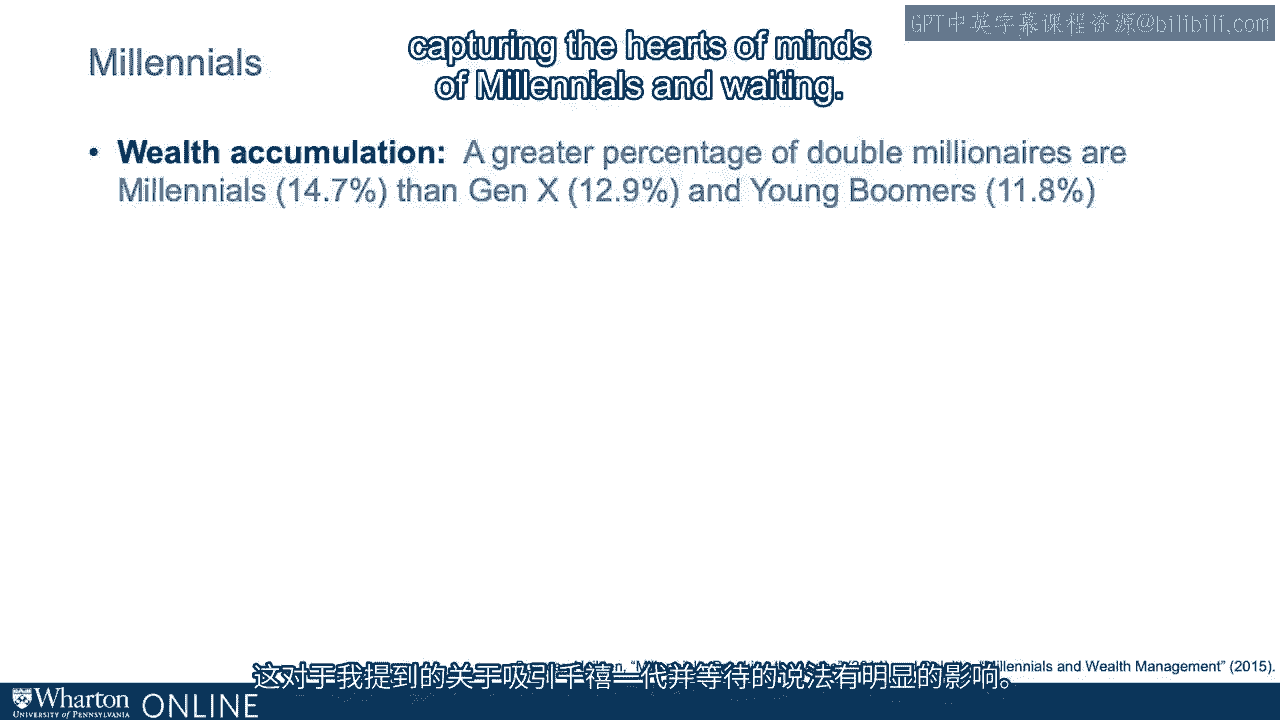 GPT中英字幕课程资源@bilibili.com
capturing the hearts of minds
of Millennials and waiting.
Millennials
• Wealth accumulation: A greater percentage of double millionaires are
Millennials (14.7%) than Gen X (12.9%) and Young Boomers (11.8%)
Millennials and Wealth Management” (2015).
这对于我提到的关于吸引千禧一代并等待的说法有明显的影响。
Wharton
UNIVERSITY of PENNSYLVANIA
ONLINE